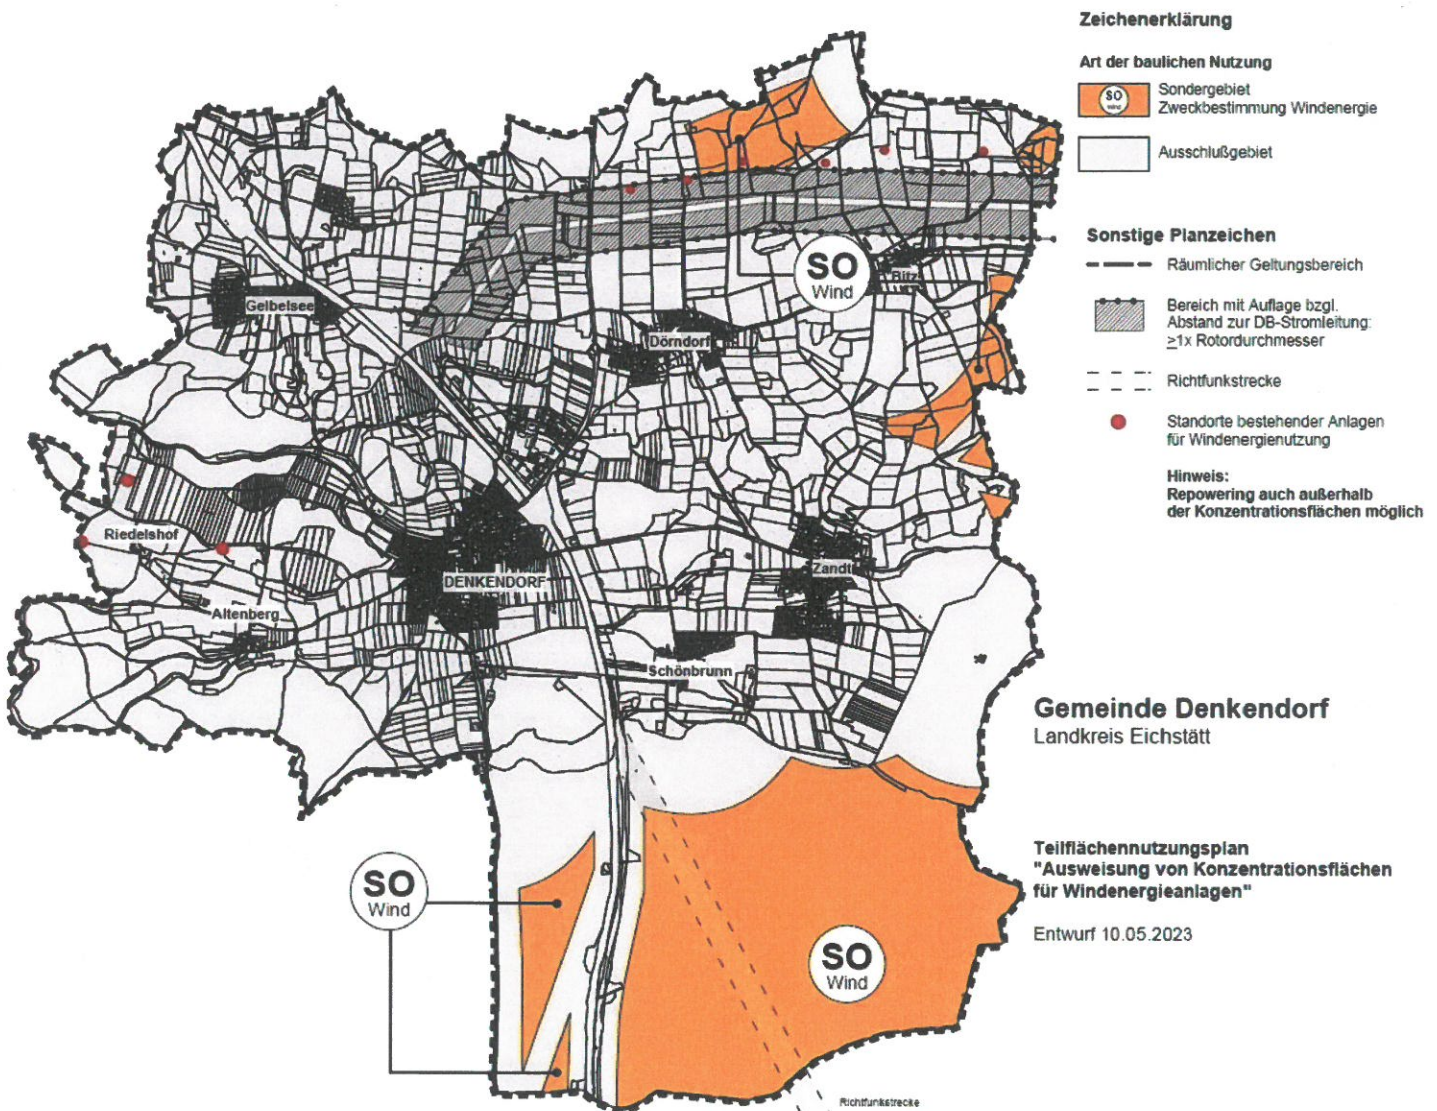 Zeichenerklärung
Art der baulichen Nutzung
SO
Wind
Sondergebiet
Zweckbestimmung Windenergie
Ausschlußgebiet
Sonstige Planzeichen
Räumlicher Geltungsbereich
Bereich mit Auflage bzgl.
Abstand zur DB-Stromleitung:
≥1x Rotordurchmesser
Richtfunkstrecke
Standorte bestehender Anlagen
für Windenergienutzung
Hinweis:
Repowering auch außerhalb
der Konzentrationsflächen möglich
SO
Wind
Bitz
Gelbelsee
Dörndorf
Riedelshof
DENKENDORF
Zandt
Altenberg
Schönbrunn
Gemeinde Denkendorf
Landkreis Eichstätt
Teilflächennutzungsplan
"Ausweisung von Konzentrationsflächen
für Windenergieanlagen"
Entwurf 10.05.2023
SO
Wind
SO
Wind
Richtfunkstrecke